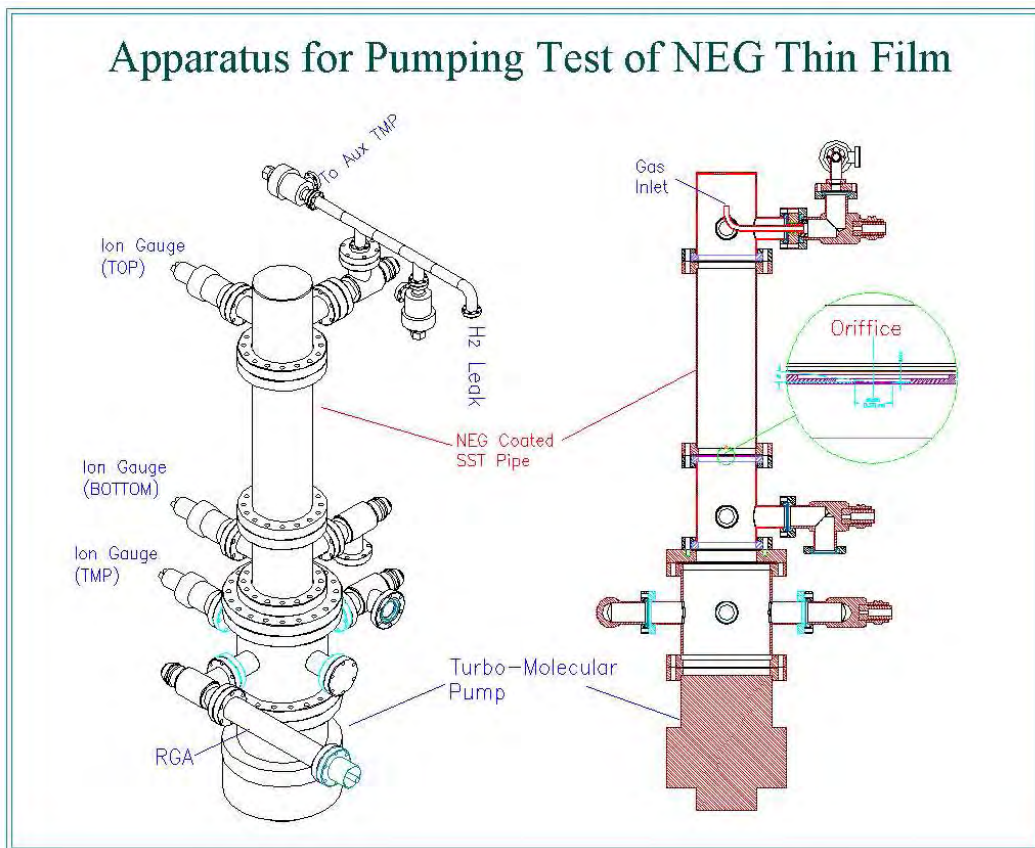 Apparatus for Pumping Test of NEG Thin Film
To Aux TMP
Gas
Inlet
Ion Gauge
(TOP)
Oriffice
H2 Leak
NEG Coated
SST Pipe
Ion Gauge
(BOTTOM)
Ion Gauge
(TMP)
Turbo-Molecular
Pump
RGA